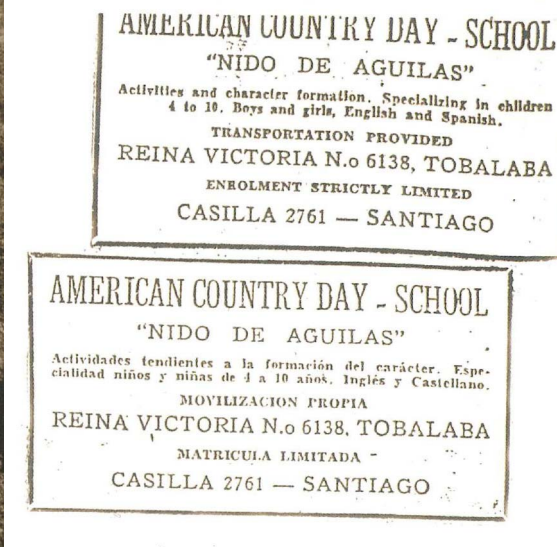 AMERICAN COUNTRY DAY - SCHOOL
"NIDO DE AGUILAS"
Activities and character formation. Specializing in children
4 to 10. Boys and girls, English and Spanish.
TRANSPORTATION PROVIDED
REINA VICTORIA N.o 6138, TOBALABA
ENROLMENT STRICTLY LIMITED
CASILLA 2761 — SANTIAGO
AMERICAN COUNTRY DAY - SCHOOL
"NIDO DE AGUILAS"
Actividades tendientes a la formación del carácter. Espe-
cialidad niños y niñas de 4 a 10 años. Inglés y Castellano.
MOVILIZACION PROPIA
REINA VICTORIA N.o 6138, TOBALABA
MATRICULA LIMITADA
CASILLA 2761 — SANTIAGO